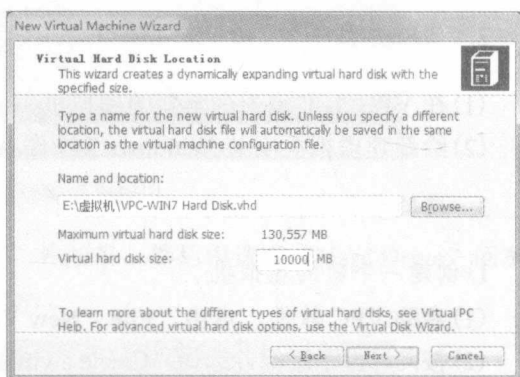 New Virtual Machine Wizard
Virtual Hard Disk Location
This wizard creates a dynamically expanding virtual hard disk with the
specified size.
Type a name for the new virtual hard disk. Unless you specify a different
location, the virtual hard disk file will automatically be saved in the same
location as the virtual machine configuration file.
Name and location:
E:\虚拟机\VPC-WIN7 Hard Disk.vhd
Browse...
Maximum virtual hard disk size: 130,557 MB
Virtual hard disk size: 10000 MB
To learn more about the different types of virtual hard disks, see Virtual PC
Help. For advanced virtual hard disk options, use the Virtual Disk Wizard.
< Back Next > Cancel